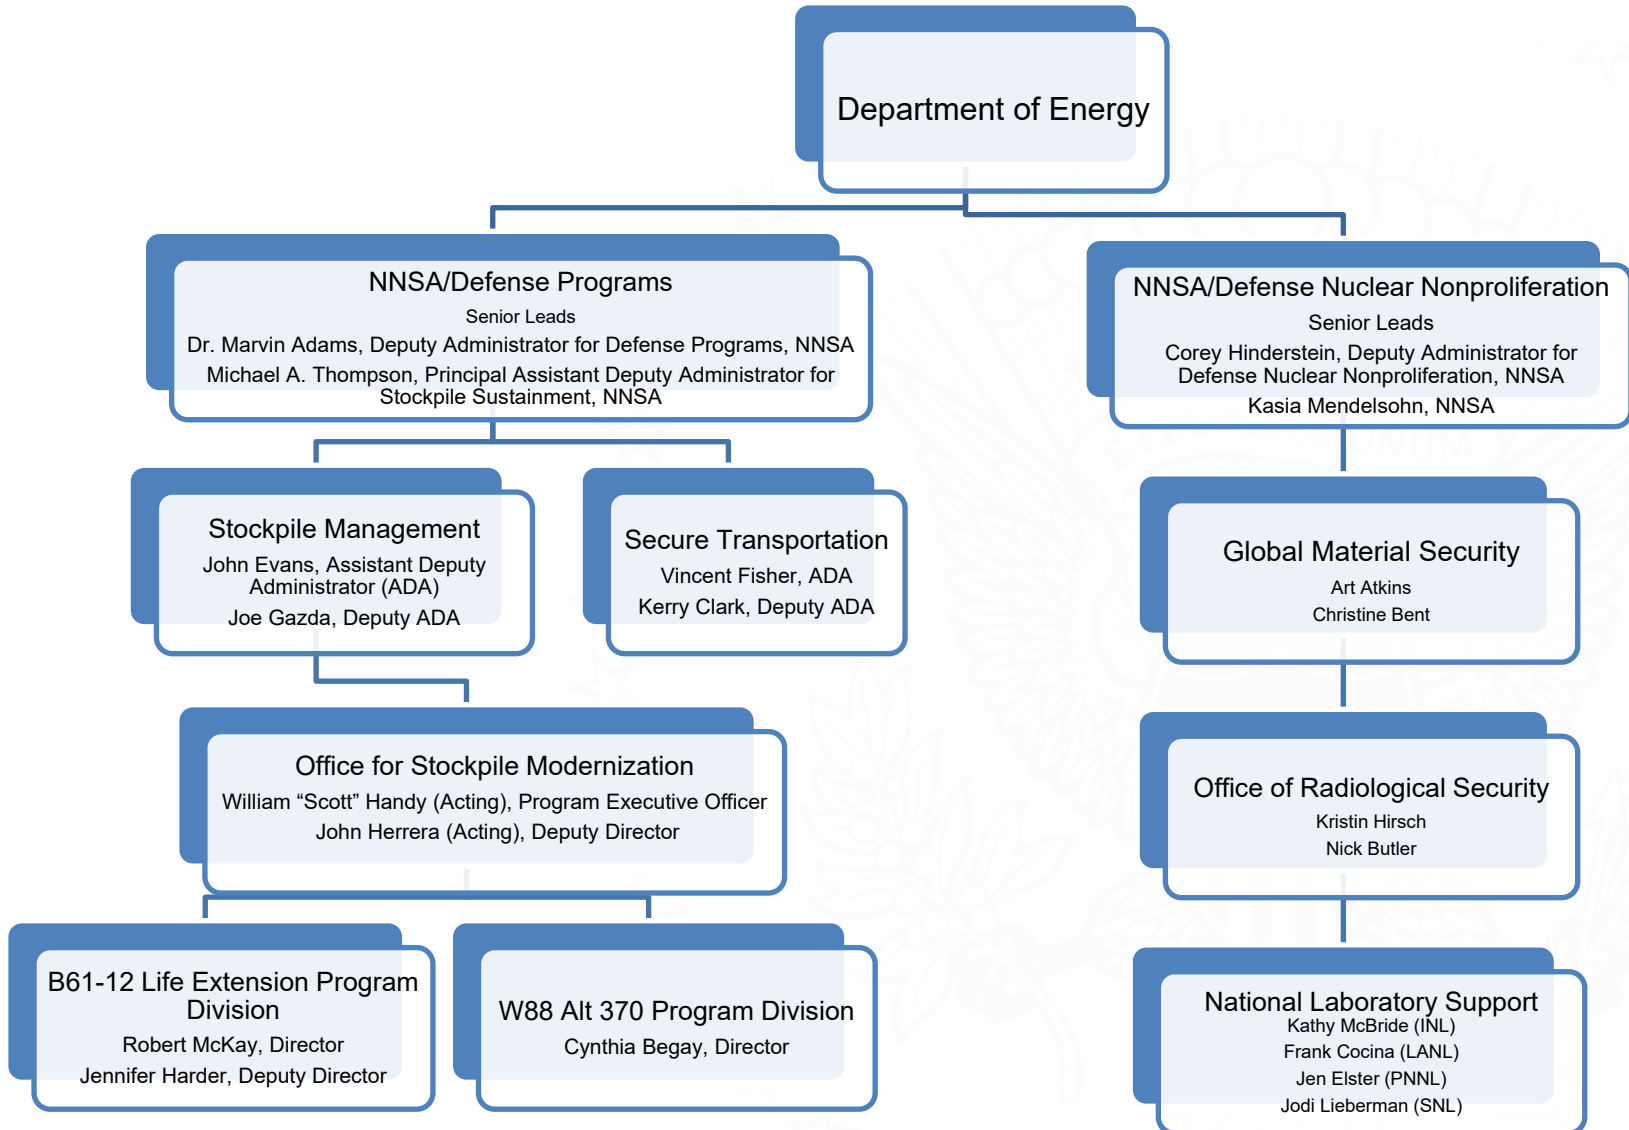 Department of Energy
NNSA/Defense Programs
Senior Leads
Dr. Marvin Adams, Deputy Administrator for Defense Programs, NNSA
Michael A. Thompson, Principal Assistant Deputy Administrator for
Stockpile Sustainment, NNSA
NNSA/Defense Nuclear Nonproliferation
Senior Leads
Corey Hinderstein, Deputy Administrator for
Defense Nuclear Nonproliferation, NNSA
Kasia Mendelsohn, NNSA
Stockpile Management
John Evans, Assistant Deputy
Administrator (ADA)
Joe Gazda, Deputy ADA
Secure Transportation
Vincent Fisher, ADA
Kerry Clark, Deputy ADA
Global Material Security
Art Atkins
Christine Bent
Office for Stockpile Modernization
William “Scott” Handy (Acting), Program Executive Officer
John Herrera (Acting), Deputy Director
Office of Radiological Security
Kristin Hirsch
Nick Butler
B61-12 Life Extension Program
Division
Robert McKay, Director
Jennifer Harder, Deputy Director
W88 Alt 370 Program Division
Cynthia Begay, Director
National Laboratory Support
Kathy McBride (INL)
Frank Cocina (LANL)
Jen Elster (PNNL)
Jodi Lieberman (SNL)